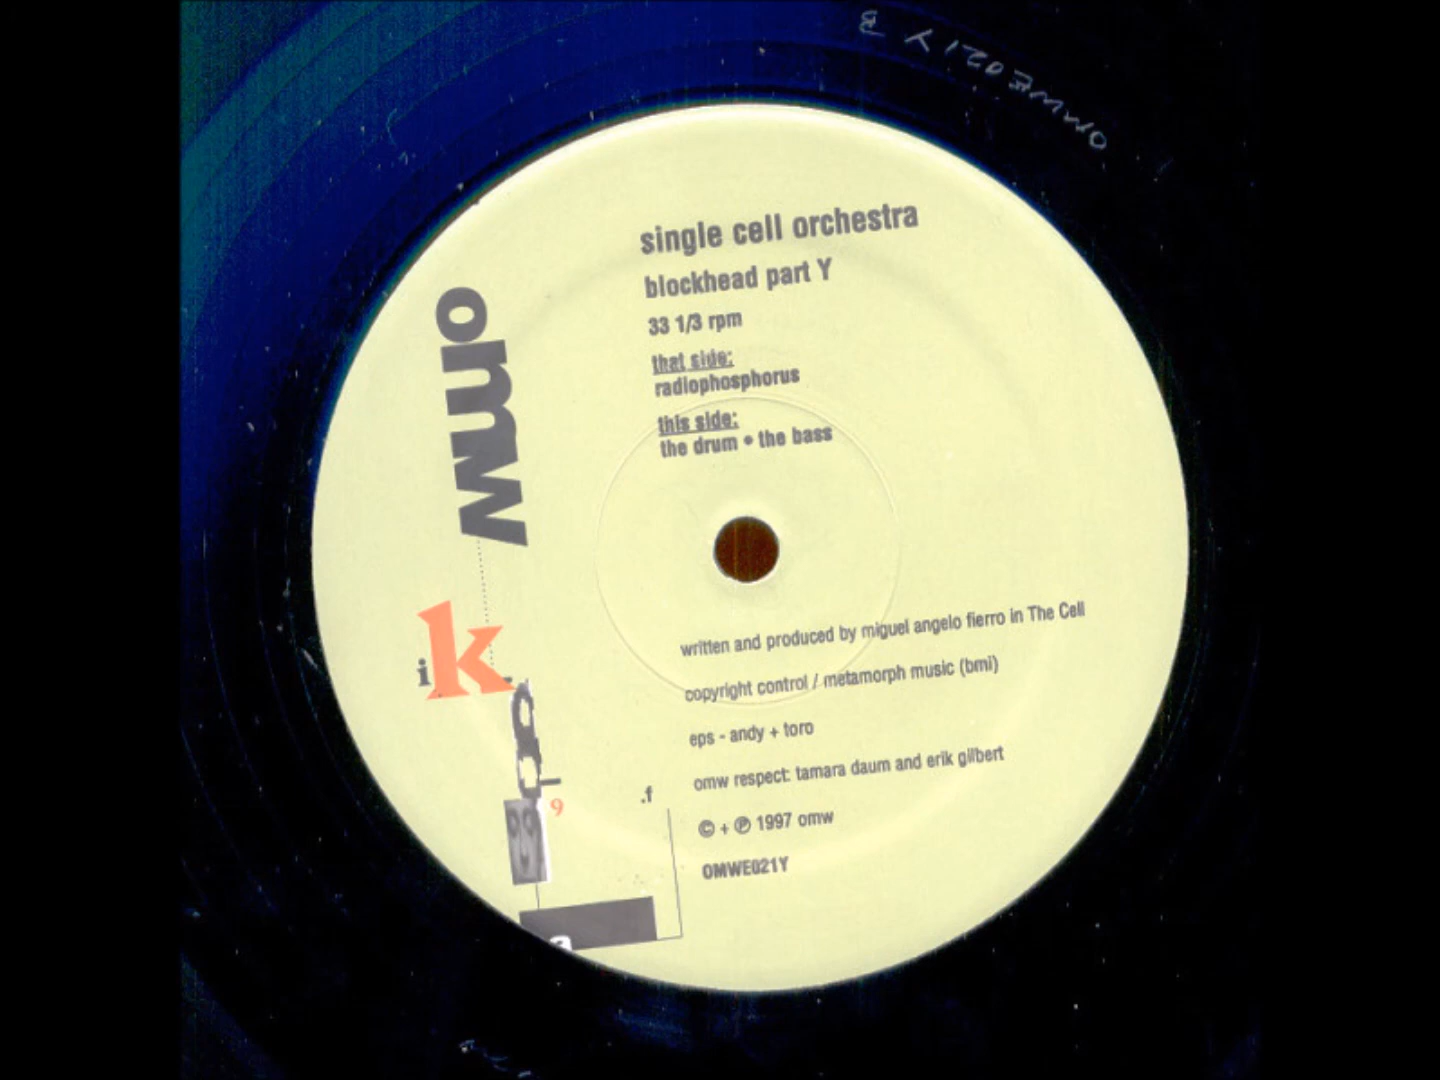 OMWE021Y B
single cell orchestra
blockhead part Y
33 1/3 rpm
that side:
radiophosphorus
this side:
the drum • the bass
omw
ik
9
.f
a
written and produced by miguel angelo fierro in The Cell
copyright control / metamorph music (bmi)
eps - andy + toro
omw respect: tamara daum and erik gilbert
© + ℗ 1997 omw
OMWE021Y